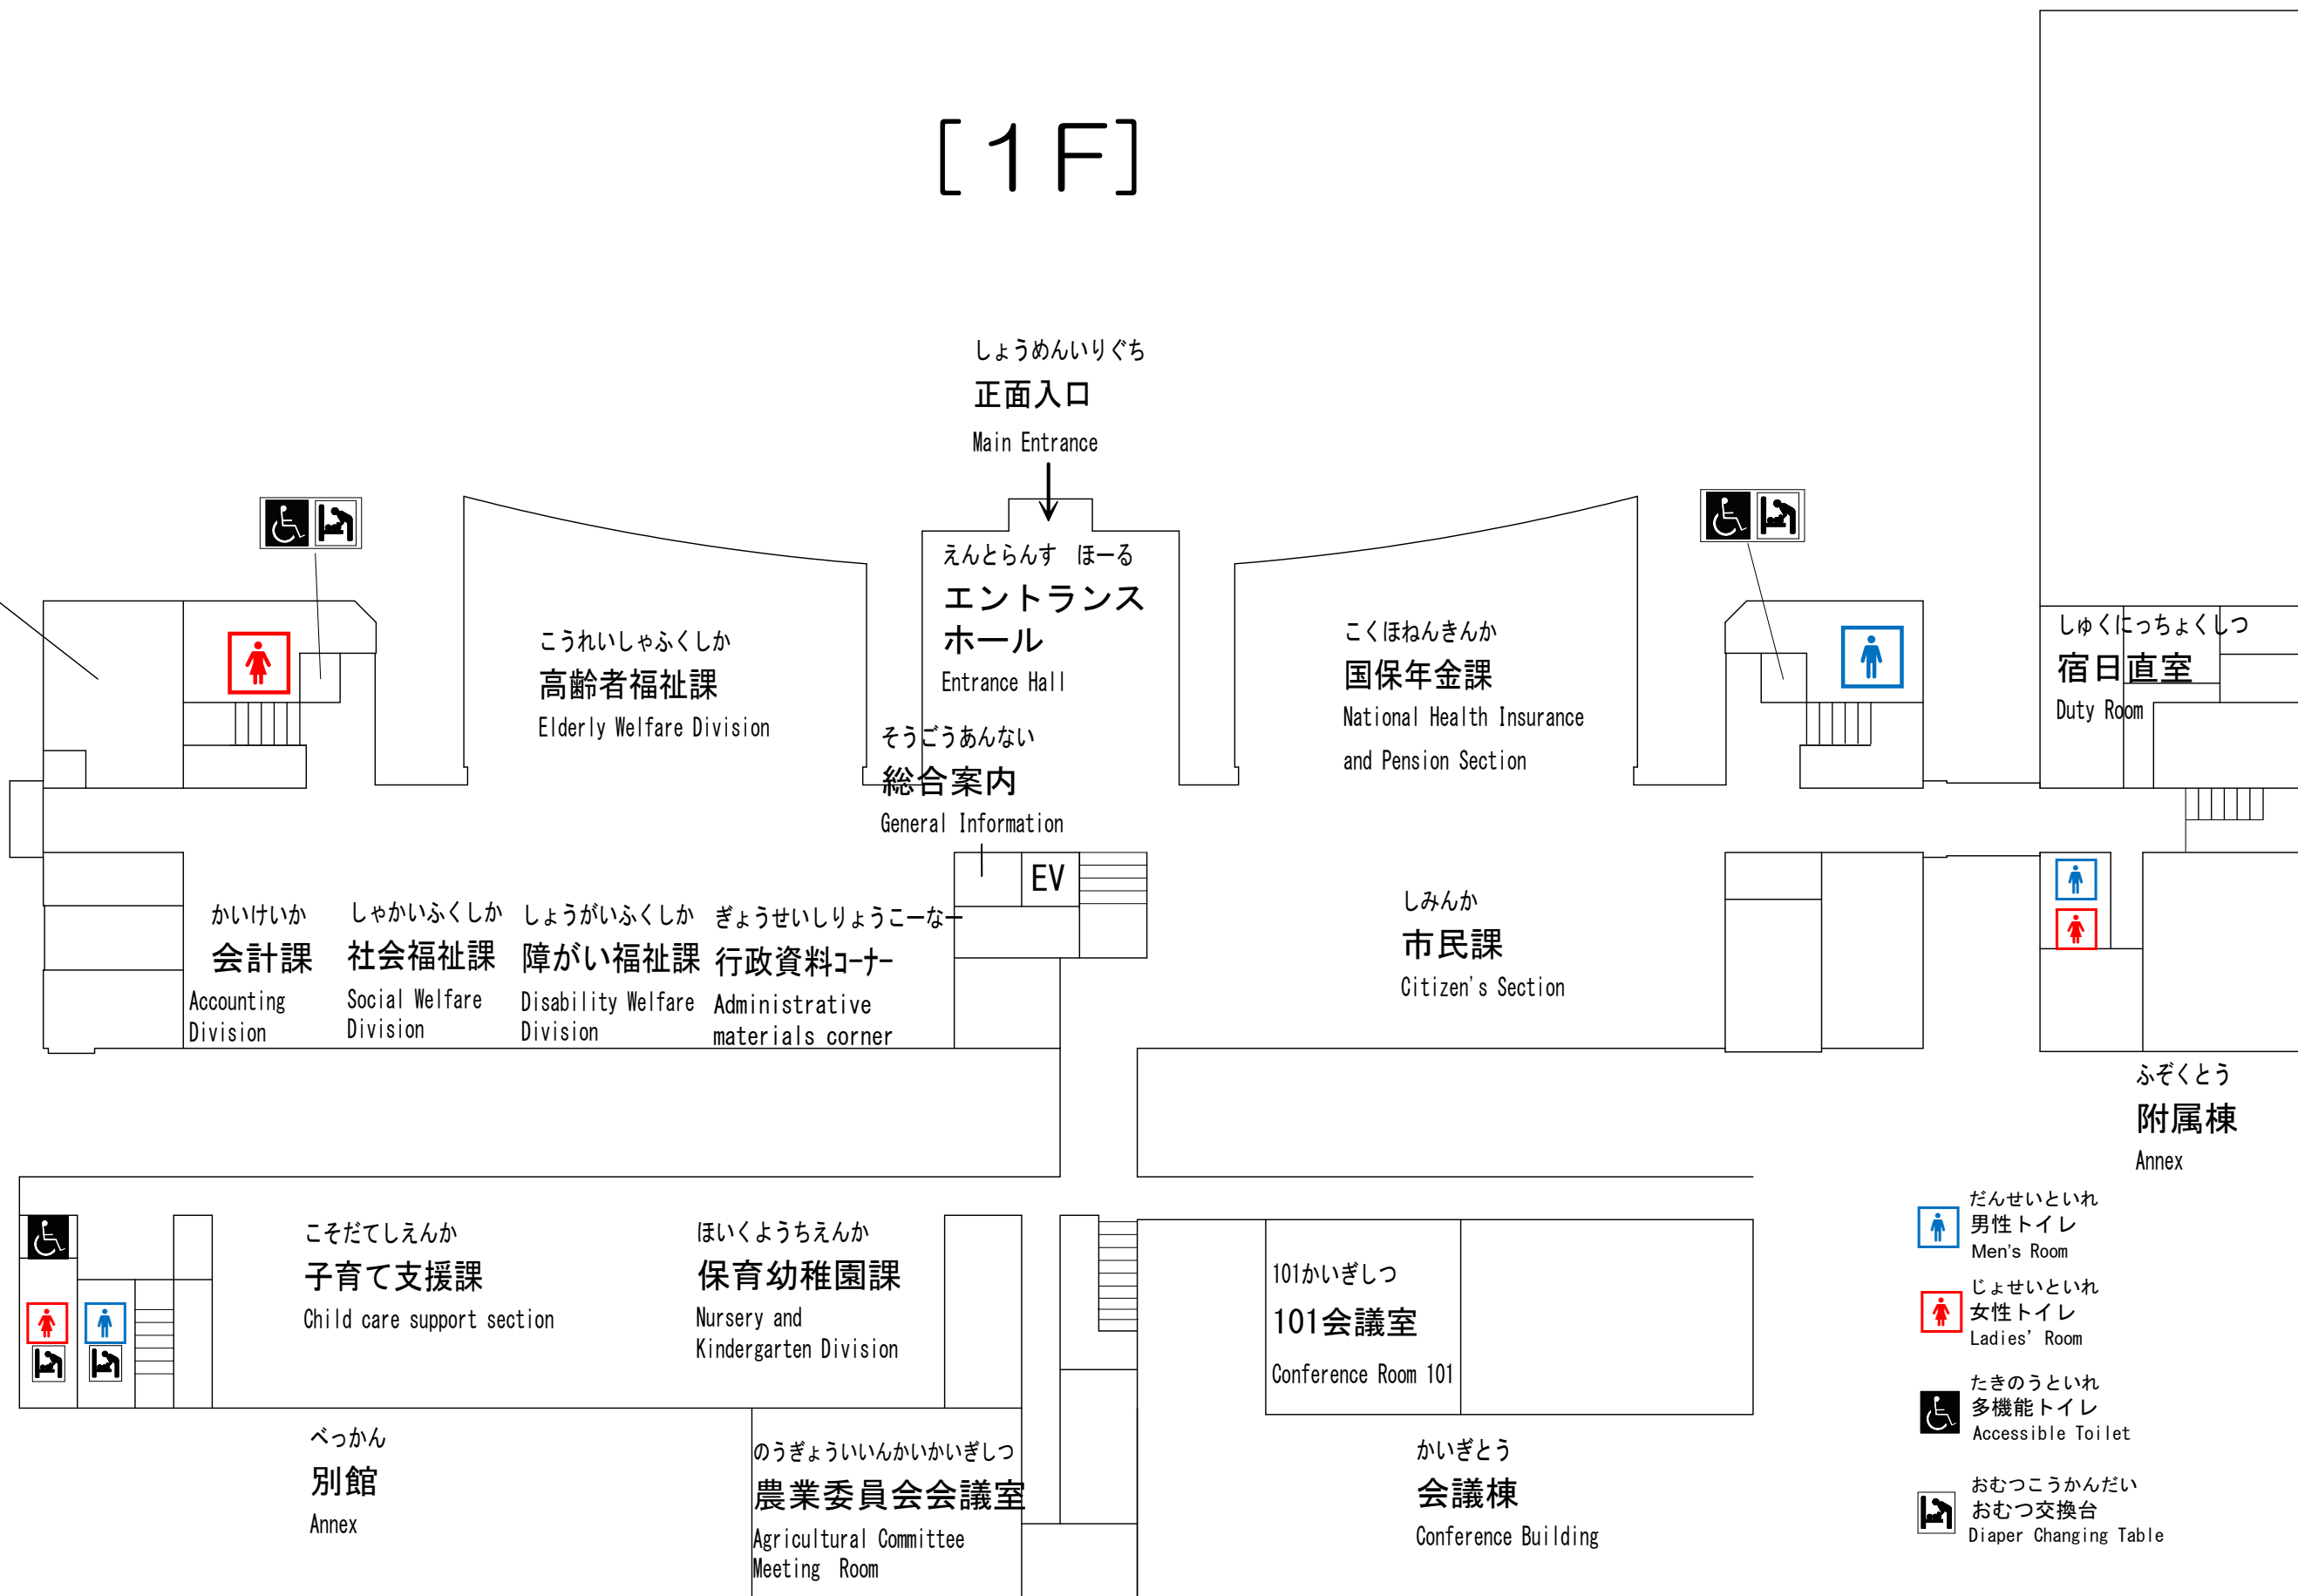 [1F]
しょうめんいりぐち
正面入口
Main Entrance
えんとらんす ほーる
エントランス
ホール
Entrance Hall
こうれいしゃふくしか
高齢者福祉課
Elderly Welfare Division
そうごうあんない
総合案内
General Information
EV
こくほねんきんか
国保年金課
National Health Insurance
and Pension Section
しゅくにっちょくしつ
宿日直室
Duty Room
かいけいか
会計課
Accounting
Division
しゃかいふくしか
社会福祉課
Social Welfare
Division
しょうがいふくしか
障がい福祉課
Disability Welfare
Division
ぎょうせいしりょうこーなー
行政資料ｺｰﾅｰ
Administrative
materials corner
しみんか
市民課
Citizen's Section
ふぞくとう
附属棟
Annex
こそだてしえんか
子育て支援課
Child care support section
ほいくようちえんか
保育幼稚園課
Nursery and
Kindergarten Division
101かいぎしつ
101会議室
Conference Room 101
べっかん
別館
Annex
のうぎょういいんかいかいぎしつ
農業委員会会議室
Agricultural Committee
Meeting Room
かいぎとう
会議棟
Conference Building
だんせいといれ
男性トイレ
Men's Room
じょせいといれ
女性トイレ
Ladies' Room
たきのうといれ
多機能トイレ
Accessible Toilet
おむつこうかんだい
おむつ交換台
Diaper Changing Table